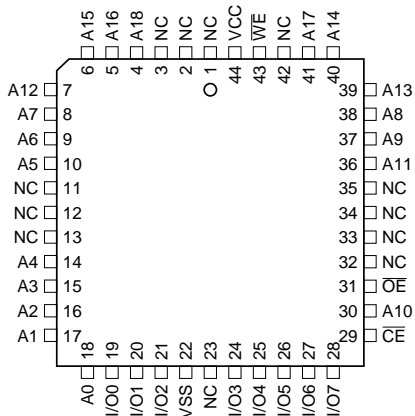 A15 A16 A18 NC NC NC VCC W̅E̅ NC A17 A14
6 5 4 3 2 1 44 43 42 41 40
A12 7 39 A13
A7 8 38 A8
A6 9 37 A9
A5 10 36 A11
NC 11 35 NC
NC 12 34 NC
NC 13 33 NC
A4 14 32 NC
A3 15 31 O̅E̅
A2 16 30 A10
A1 17 29 C̅E̅
18 19 20 21 22 23 24 25 26 27 28
A0 I/O0 I/O1 I/O2 VSS NC I/O3 I/O4 I/O5 I/O6 I/O7